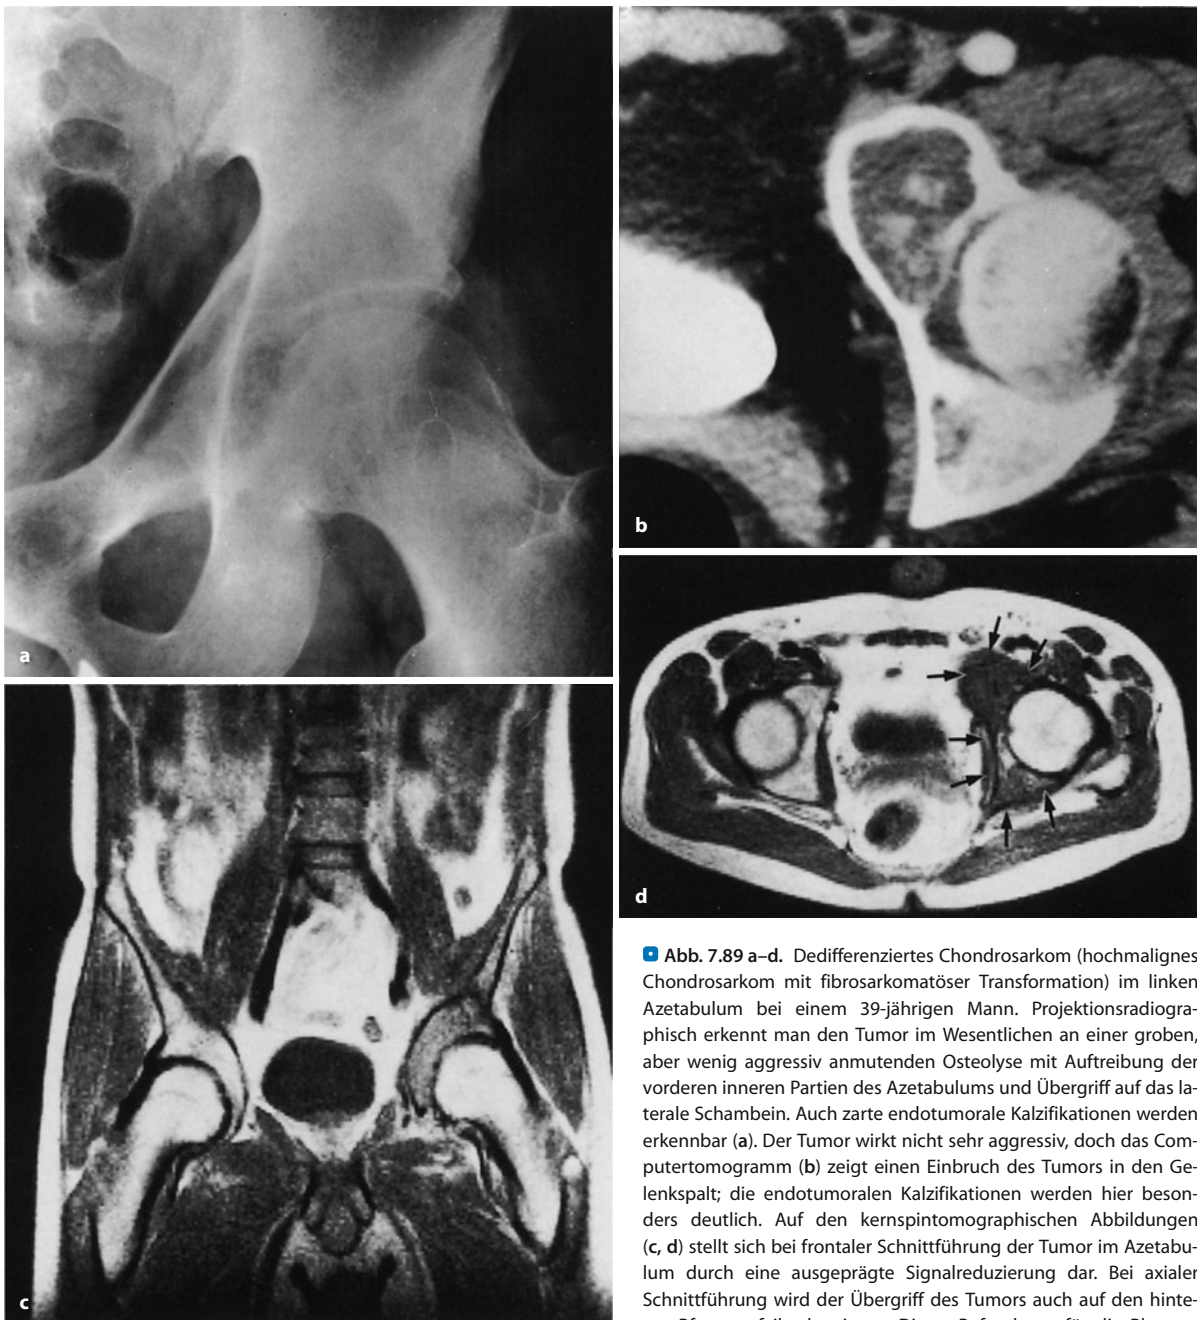 a
b
c
d
Abb. 7.89 a–d. Dedifferenziertes Chondrosarkom (hochmalignes
Chondrosarkom mit fibrosarkomatöser Transformation) im linken
Azetabulum bei einem 39-jährigen Mann. Projektionsradiogra-
phisch erkennt man den Tumor im Wesentlichen an einer groben,
aber wenig aggressiv anmutenden Osteolyse mit Auftreibung der
vorderen inneren Partien des Azetabulums und Übergriff auf das la-
terale Schambein. Auch zarte endotumorale Kalzifikationen werden
erkennbar (a). Der Tumor wirkt nicht sehr aggressiv, doch das Com-
putertomogramm (b) zeigt einen Einbruch des Tumors in den Ge-
lenkspalt; die endotumoralen Kalzifikationen werden hier beson-
ders deutlich. Auf den kernspintomographischen Abbildungen
(c, d) stellt sich bei frontaler Schnittführung der Tumor im Azetabu-
lum durch eine ausgeprägte Signalreduzierung dar. Bei axialer
Schnittführung wird der Übergriff des Tumors auch auf den hinte-